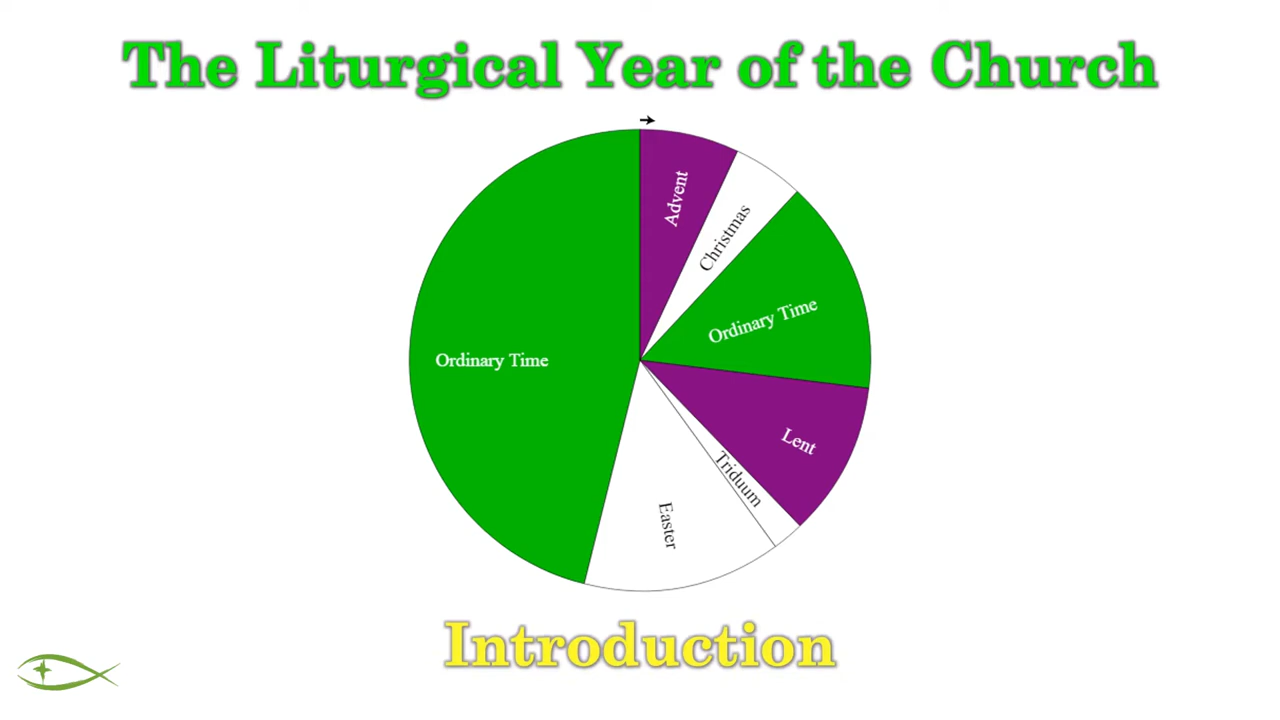 The Liturgical Year of the Church
Advent
Christmas
Ordinary Time
Lent
Triduum
Easter
Ordinary Time
Introduction